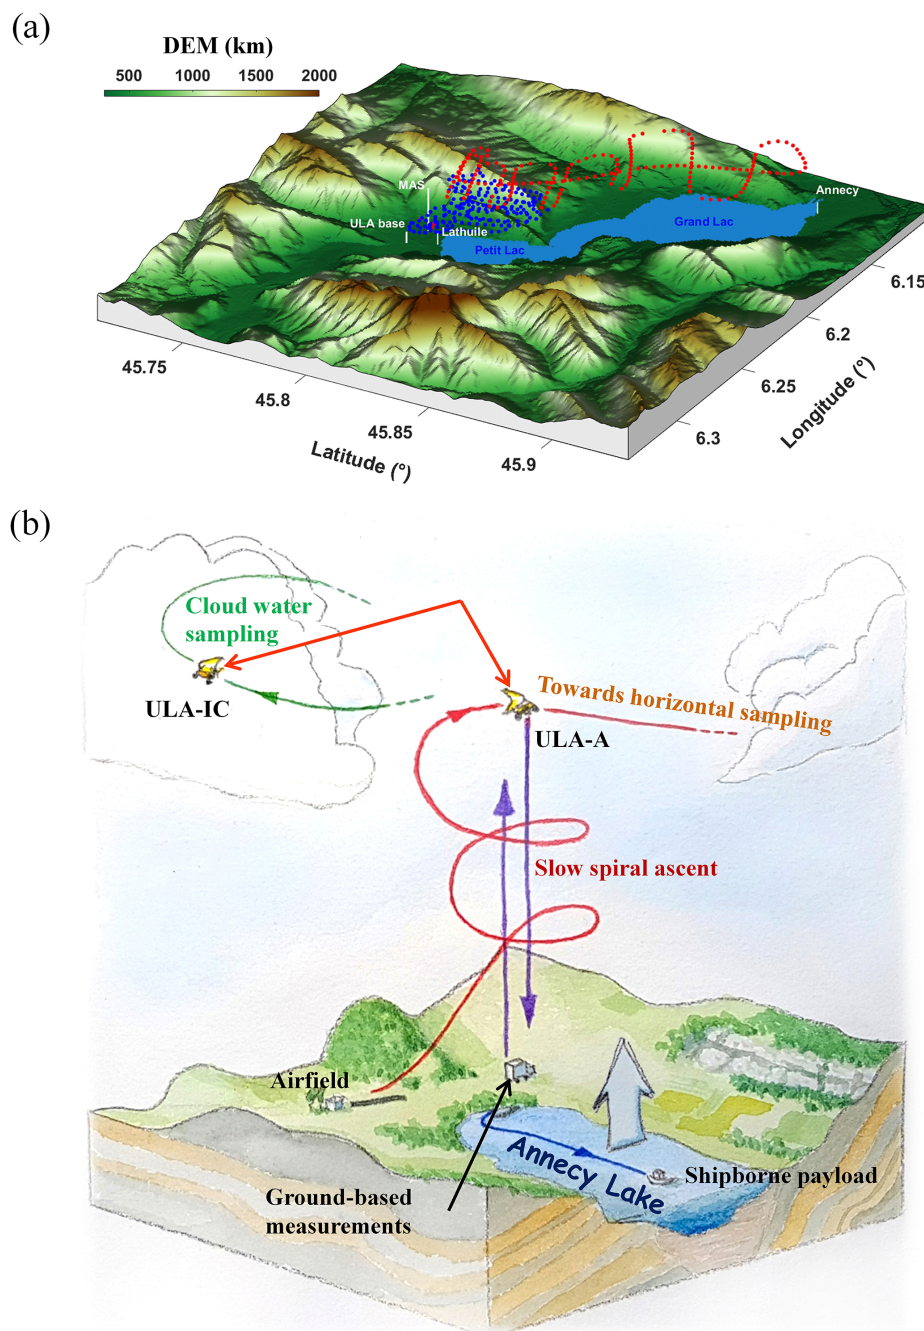 (a)
DEM (km)
500 1000 1500 2000
Annecy
MAS
Grand Lac
ULA base
Lathuile
Petit Lac
6.15
6.2
6.25
6.3
Longitude (°)
45.75
45.8
45.85
45.9
Latitude (°)
(b)
Cloud water
sampling
ULA-IC
Towards horizontal sampling
ULA-A
Slow spiral ascent
Airfield
Annecy Lake
Shipborne payload
Ground-based
measurements